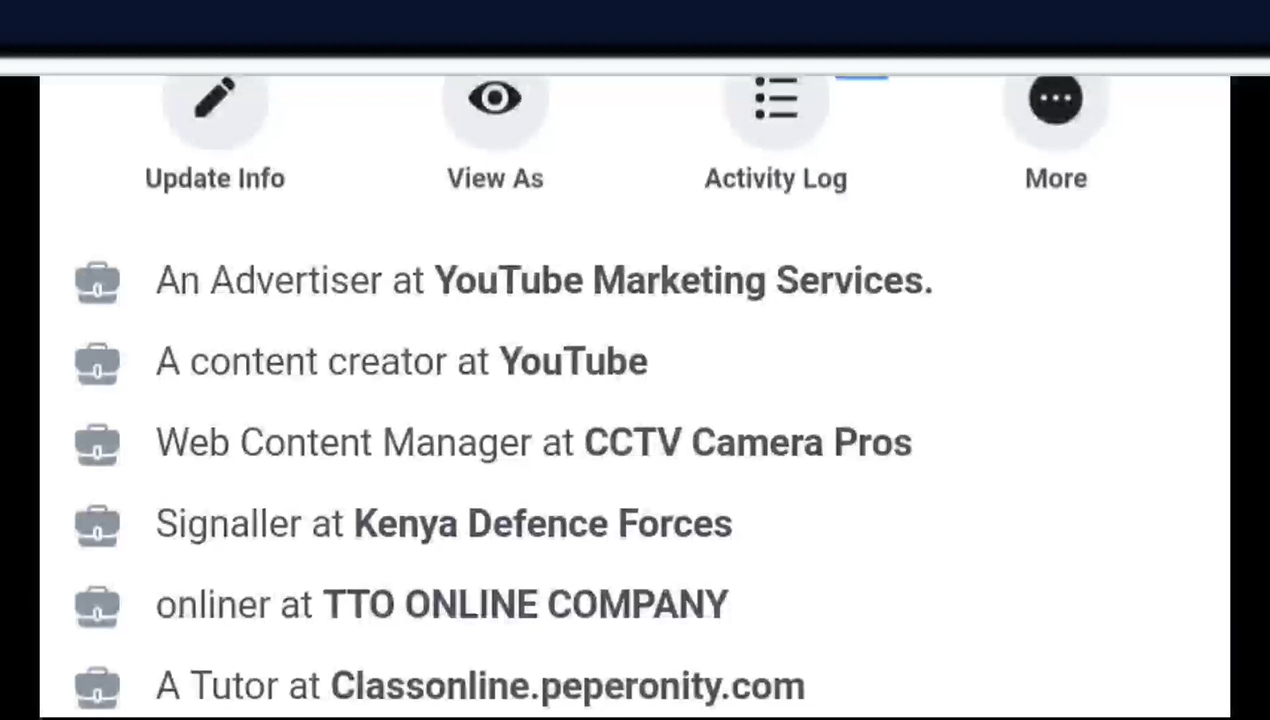 Update Info View As Activity Log More
An Advertiser at YouTube Marketing Services.
A content creator at YouTube
Web Content Manager at CCTV Camera Pros
Signaller at Kenya Defence Forces
onliner at TTO ONLINE COMPANY
A Tutor at Classonline.peperonity.com